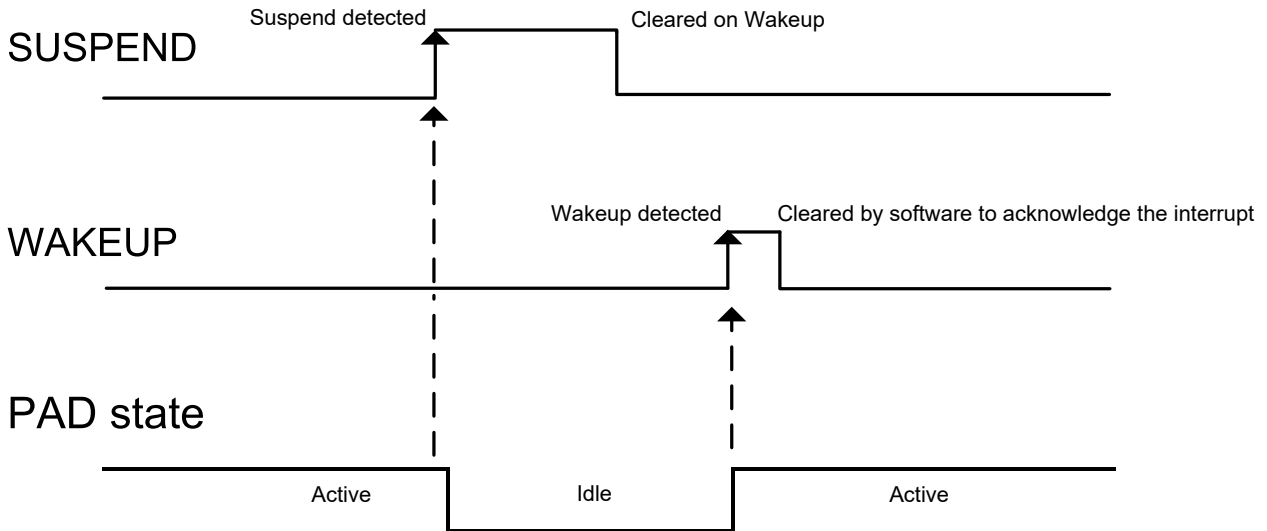 Suspend detected
Cleared on Wakeup
SUSPEND
Wakeup detected
Cleared by software to acknowledge the interrupt
WAKEUP
PAD state
Active
Idle
Active